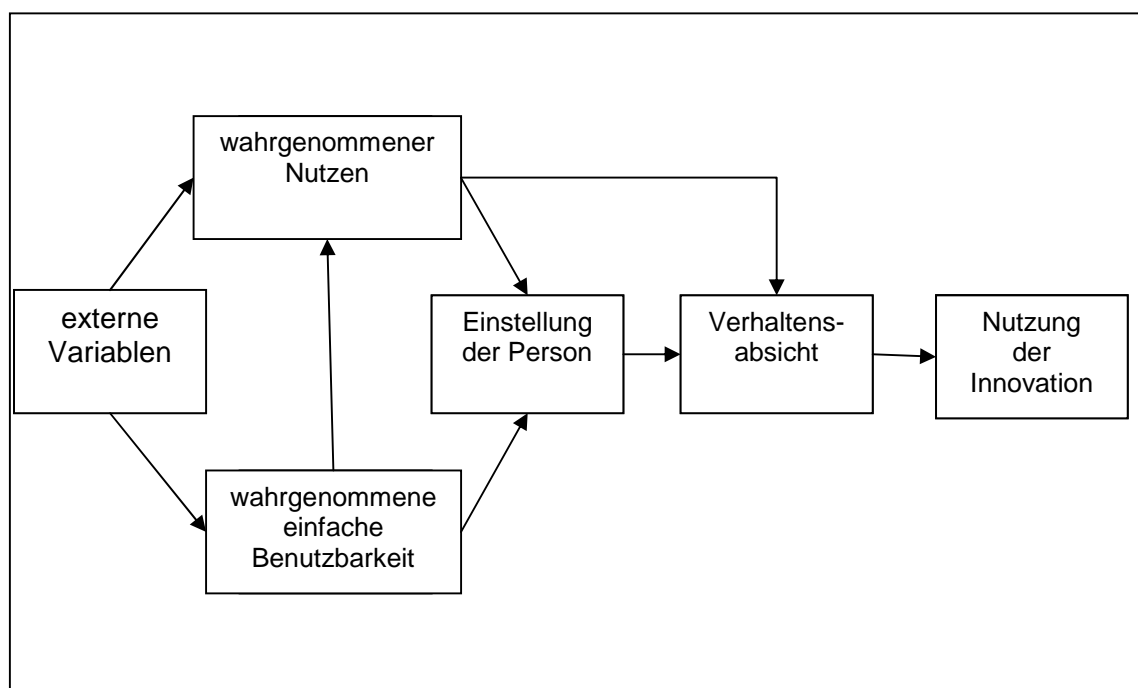 wahrgenommener
Nutzen
externe
Variablen
Einstellung
der Person
Verhaltens-
absicht
Nutzung
der
Innovation
wahrgenommene
einfache
Benutzbarkeit